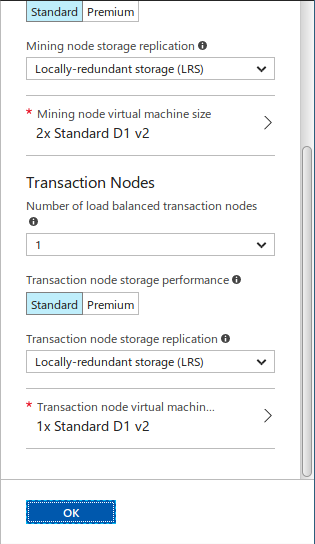 Standard Premium
Mining node storage replication
Locally-redundant storage (LRS)
* Mining node virtual machine size
2x Standard D1 v2
Transaction Nodes
Number of load balanced transaction nodes
1
Transaction node storage performance
Standard Premium
Transaction node storage replication
Locally-redundant storage (LRS)
* Transaction node virtual machin...
1x Standard D1 v2
OK